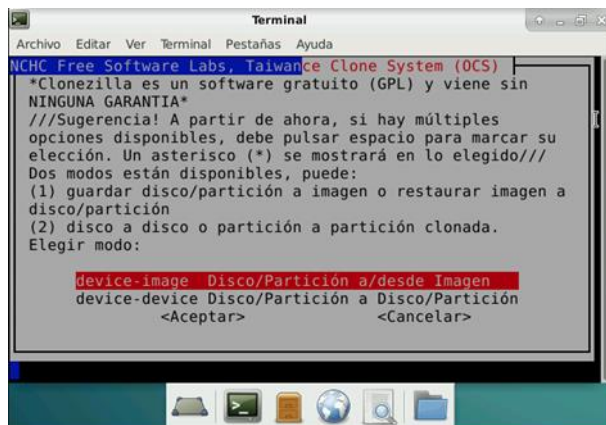 Terminal
Archivo Editar Ver Terminal Pestañas Ayuda
NCHC Free Software Labs, Taiwance Clone System (OCS)
*Clonezilla es un software gratuito (GPL) y viene sin
NINGUNA GARANTIA*
///Sugerencia! A partir de ahora, si hay múltiples
opciones disponibles, debe pulsar espacio para marcar su
elección. Un asterisco (*) se mostrará en lo elegido///
Dos modos están disponibles, puede:
(1) guardar disco/partición a imagen o restaurar imagen a
disco/partición
(2) disco a disco o partición a partición clonada.
Elegir modo:
device-image Disco/Partición a/desde Imagen
device-device Disco/Partición a Disco/Partición
<Aceptar> <Cancelar>